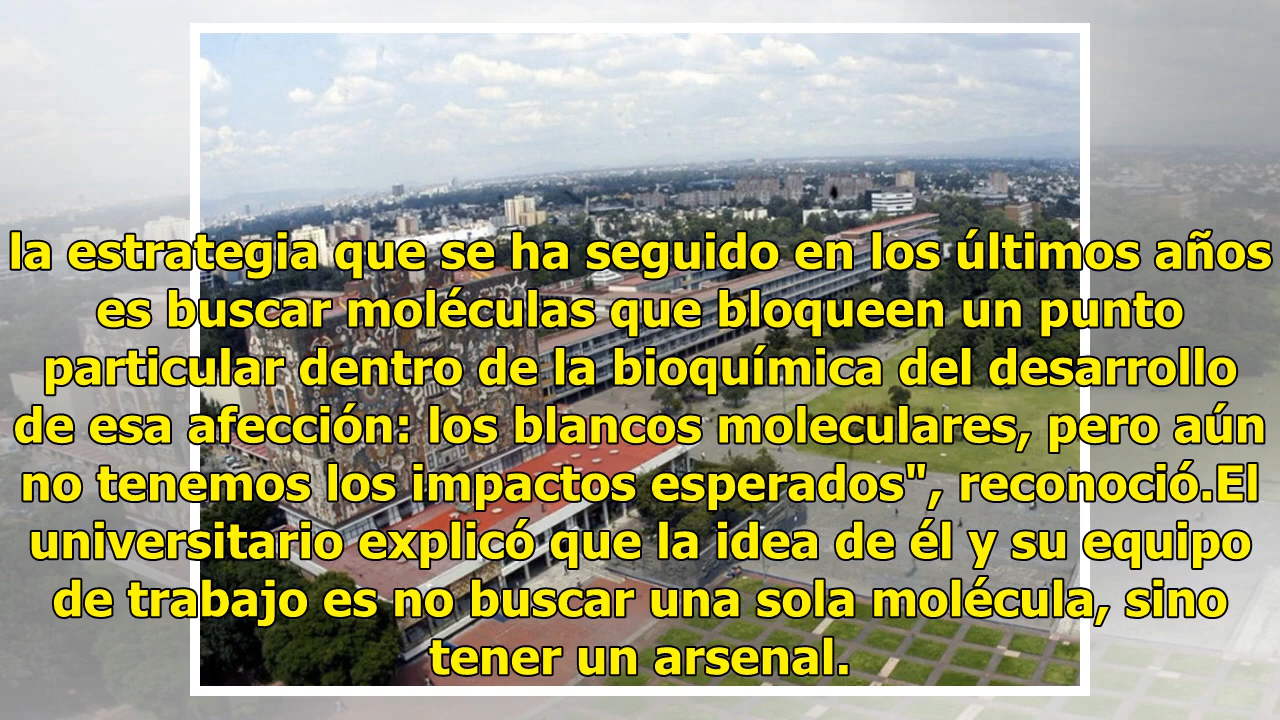 la estrategia que se ha seguido en los últimos años
es buscar moléculas que bloqueen un punto
particular dentro de la bioquímica del desarrollo
de esa afección: los blancos moleculares, pero aún
no tenemos los impactos esperados", reconoció.El
universitario explicó que la idea de él y su equipo
de trabajo es no buscar una sola molécula, sino
tener un arsenal.